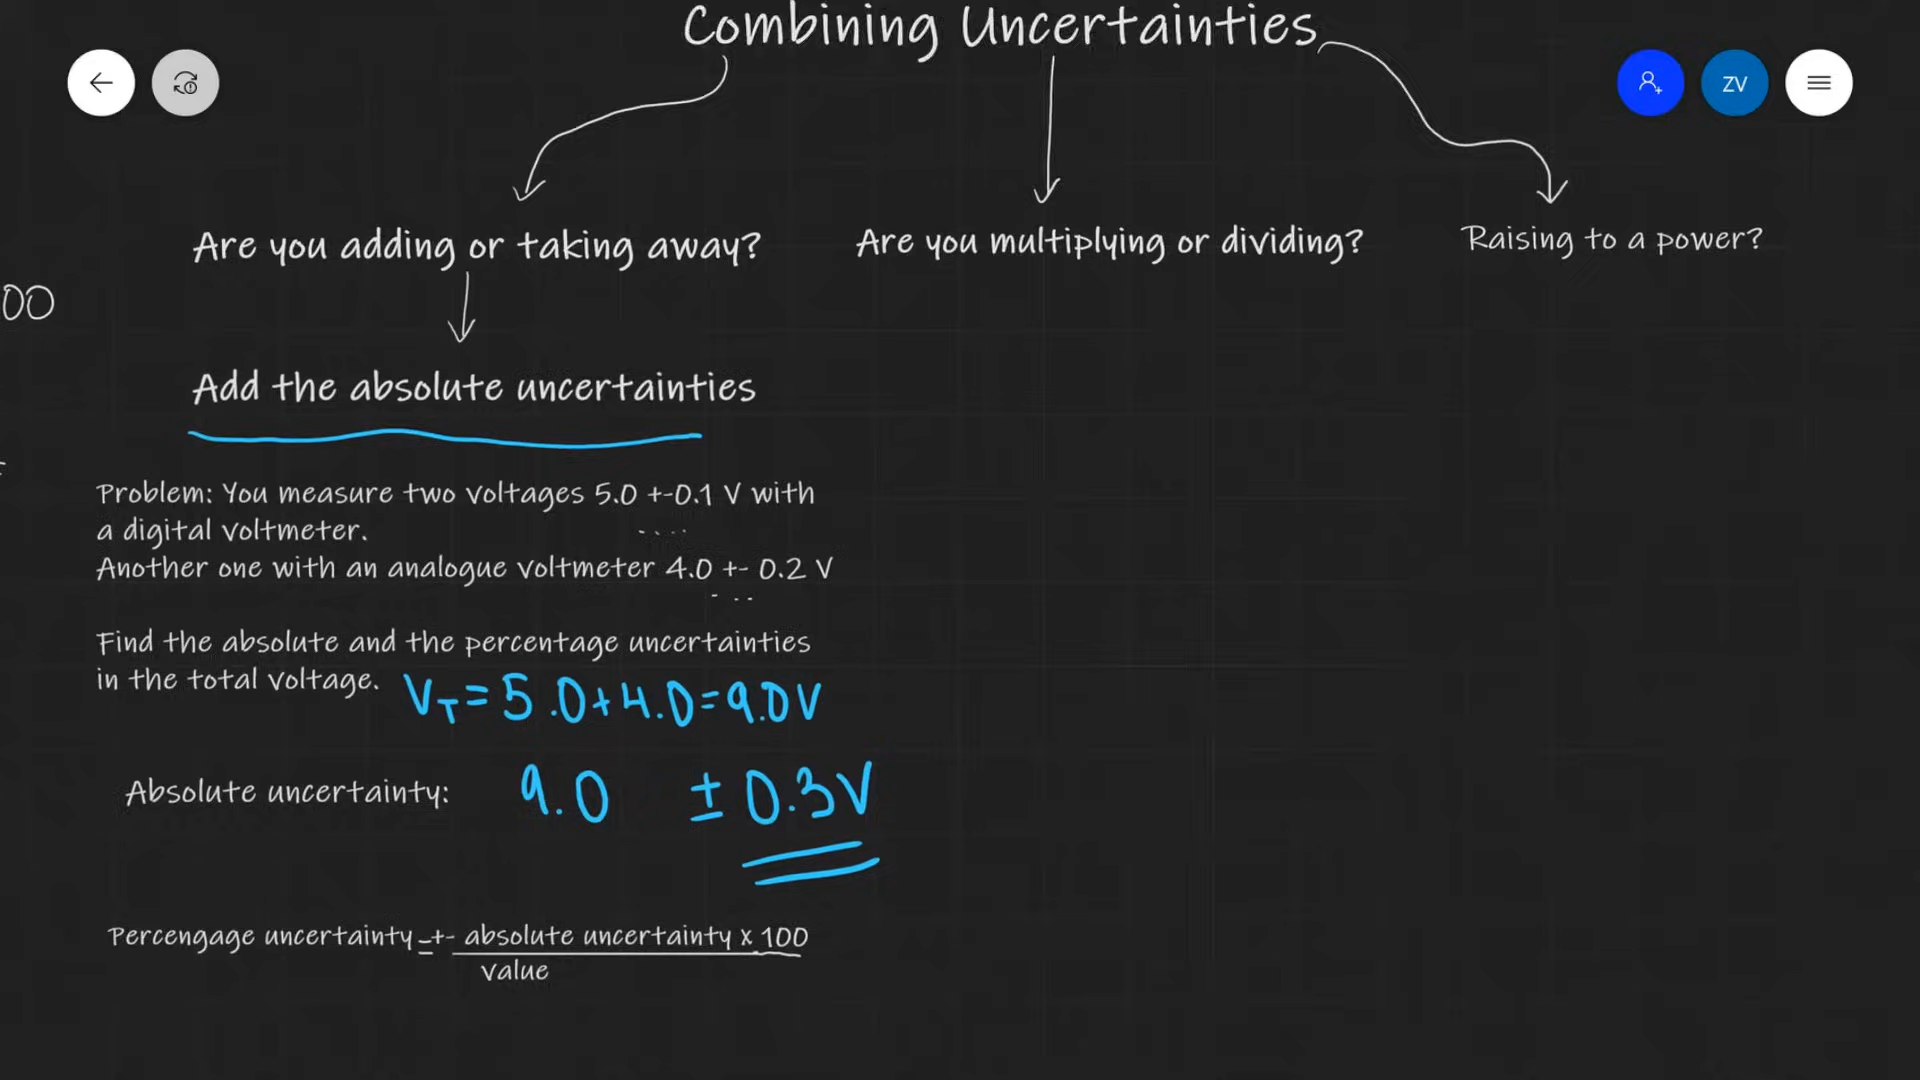 Combining Uncertainties
ZV
Are you adding or taking away?
Are you multiplying or dividing?
Raising to a power?
00
Add the absolute uncertainties
Problem: You measure two voltages 5.0 +-0.1 V with
a digital voltmeter.
Another one with an analogue voltmeter 4.0 +- 0.2 V
Find the absolute and the percentage uncertainties
in the total voltage.
V_T = 5.0 + 4.0 = 9.0 V
Absolute uncertainty: 9.0 ± 0.3 V
Percengage uncertainty = +- absolute uncertainty x 100
value